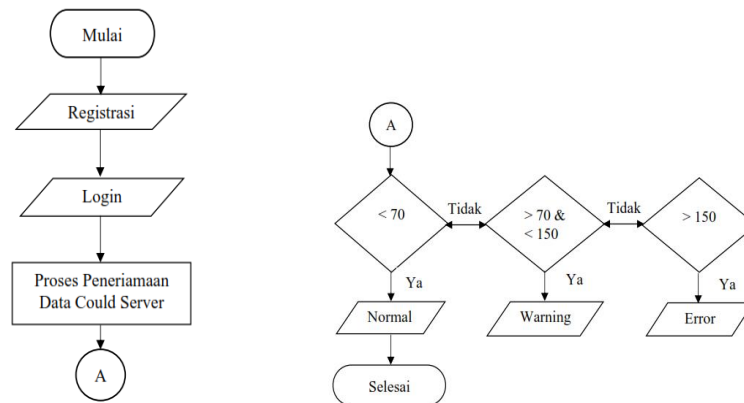 Mulai
Registrasi
Login
Proses Peneriamaan
Data Could Server
A
A
< 70
Tidak
> 70 &
< 150
Tidak
> 150
Ya
Ya
Ya
Normal
Warning
Error
Selesai